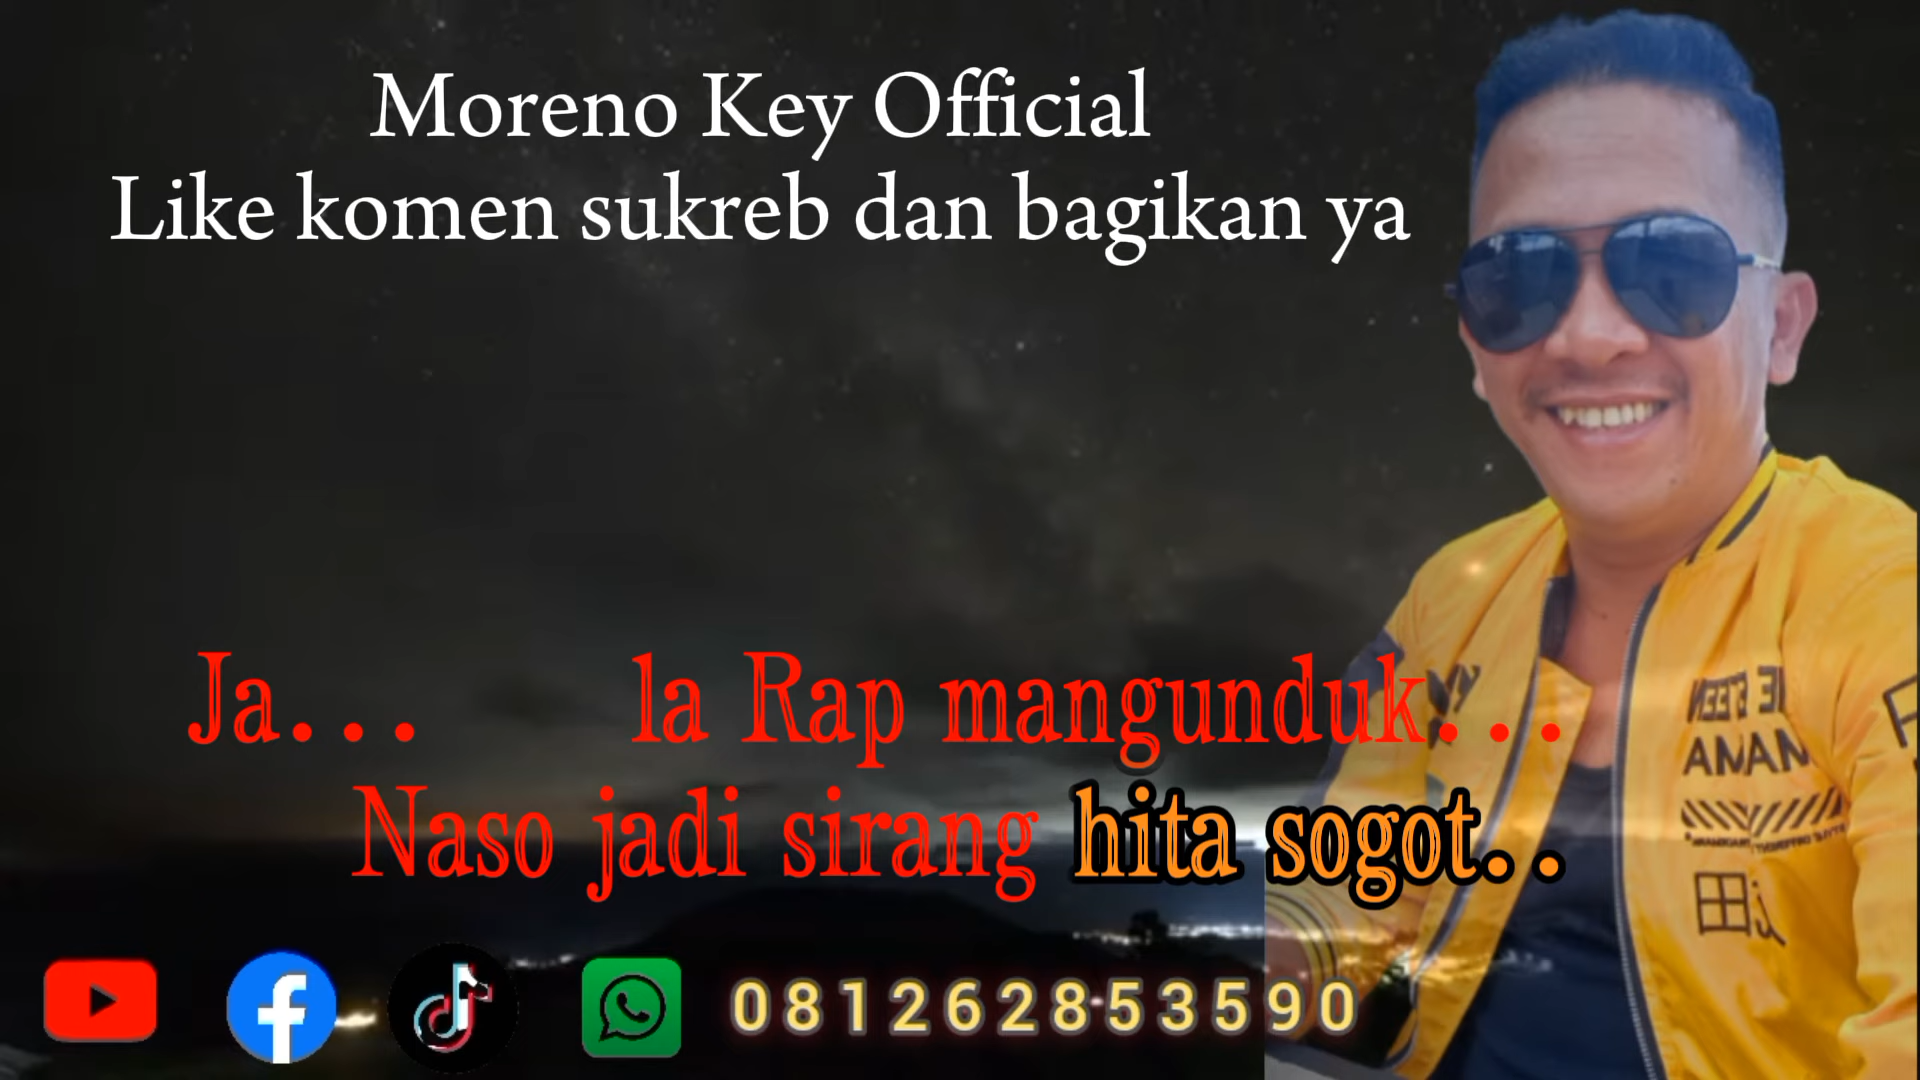 Moreno Key Official
Like komen sukreb dan bagikan ya
Ja... la Rap mangunduk...
Naso jadi sirang hita sogot..
081262853590